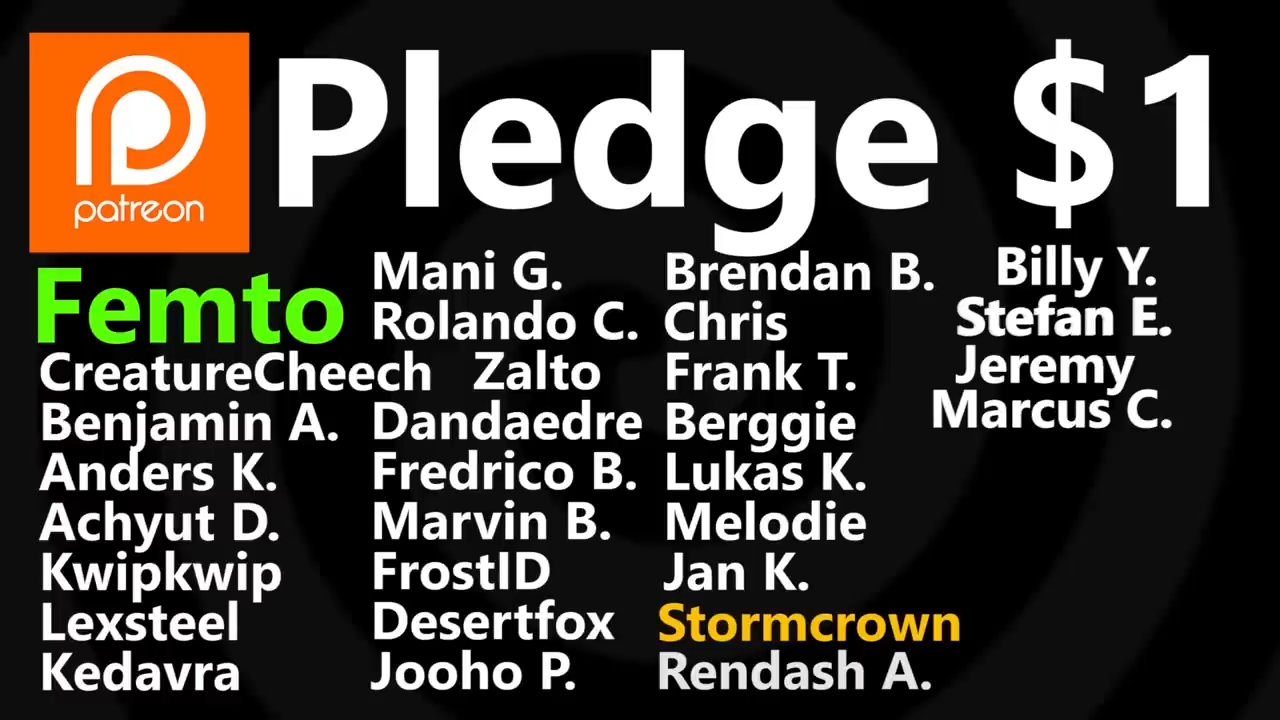 patreon
Pledge $1
Femto
CreatureCheech
Benjamin A.
Anders K.
Achyut D.
Kwipkwip
Lexsteel
Kedavra
Mani G.
Rolando C.
Zalto
Dandaedre
Fredrico B.
Marvin B.
FrostID
Desertfox
Jooho P.
Brendan B.
Chris
Frank T.
Berggie
Lukas K.
Melodie
Jan K.
Stormcrown
Rendash A.
Billy Y.
Stefan E.
Jeremy
Marcus C.